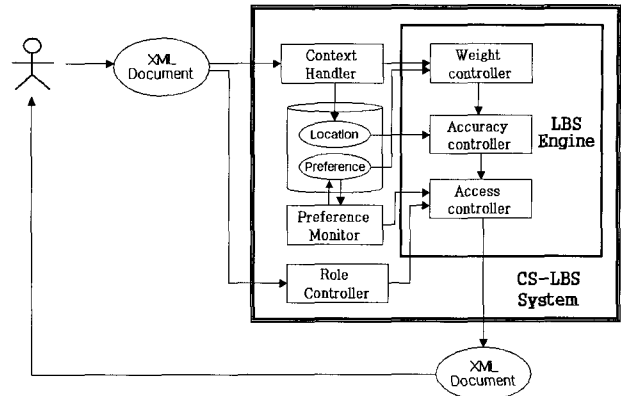 XML
Document
Context
Handler
Weight
controller
Location
Accuracy
controller
LBS
Engine
Preference
Access
controller
Preference
Monitor
Role
Controller
CS-LBS
System
XML
Document